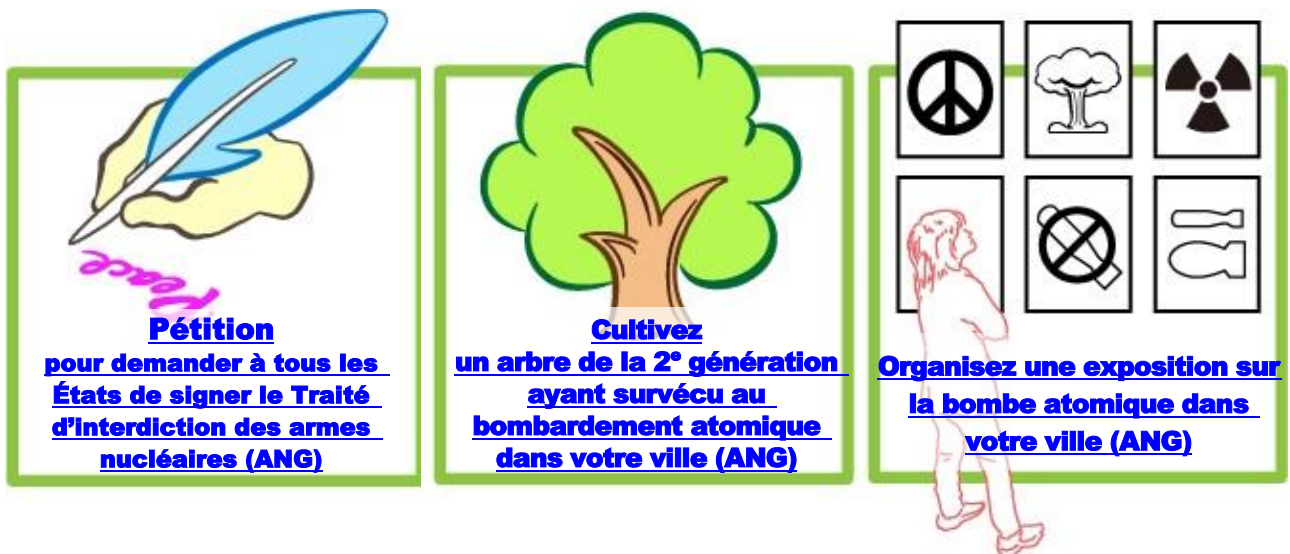 Peace
Pétition
pour demander à tous les
États de signer le Traité
d'interdiction des armes
nucléaires (ANG)
Cultivez
un arbre de la 2ᵉ génération
ayant survécu au
bombardement atomique
dans votre ville (ANG)
Organisez une exposition sur
la bombe atomique dans
votre ville (ANG)